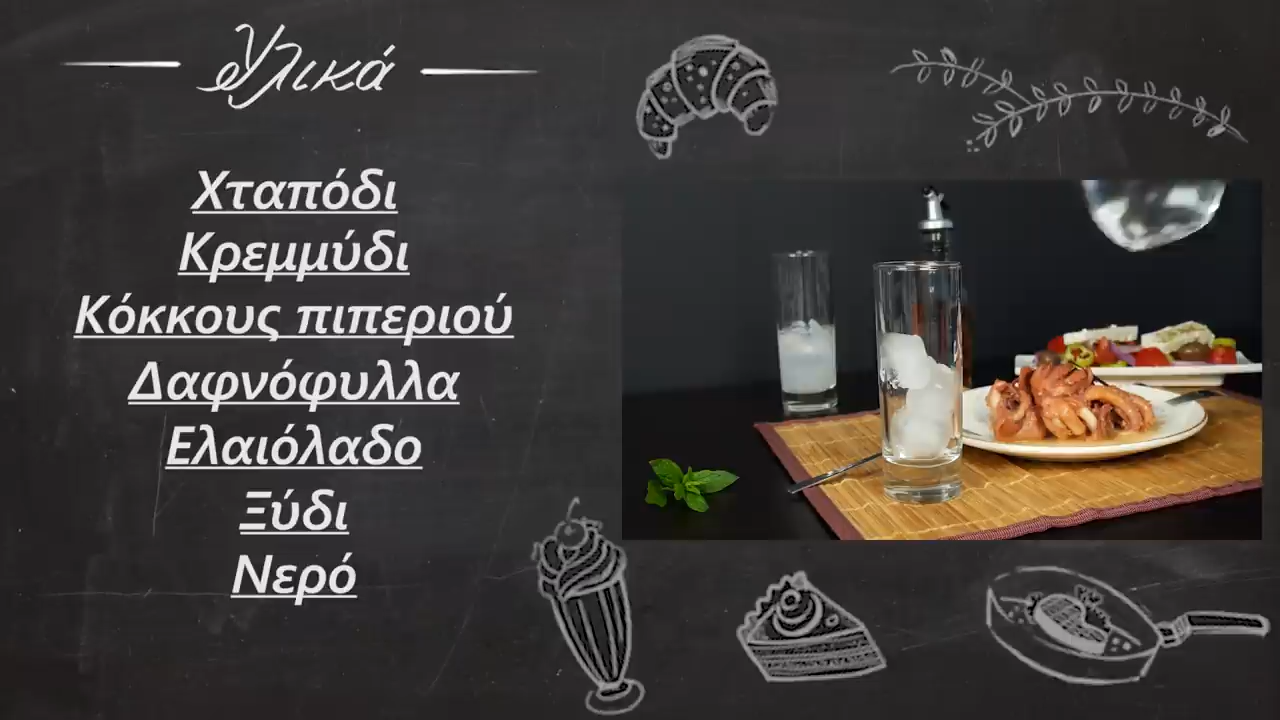 Υλικά
Χταπόδι
Κρεμμύδι
Κόκκους πιπεριού
Δαφνόφυλλα
Ελαιόλαδο
Ξύδι
Νερό